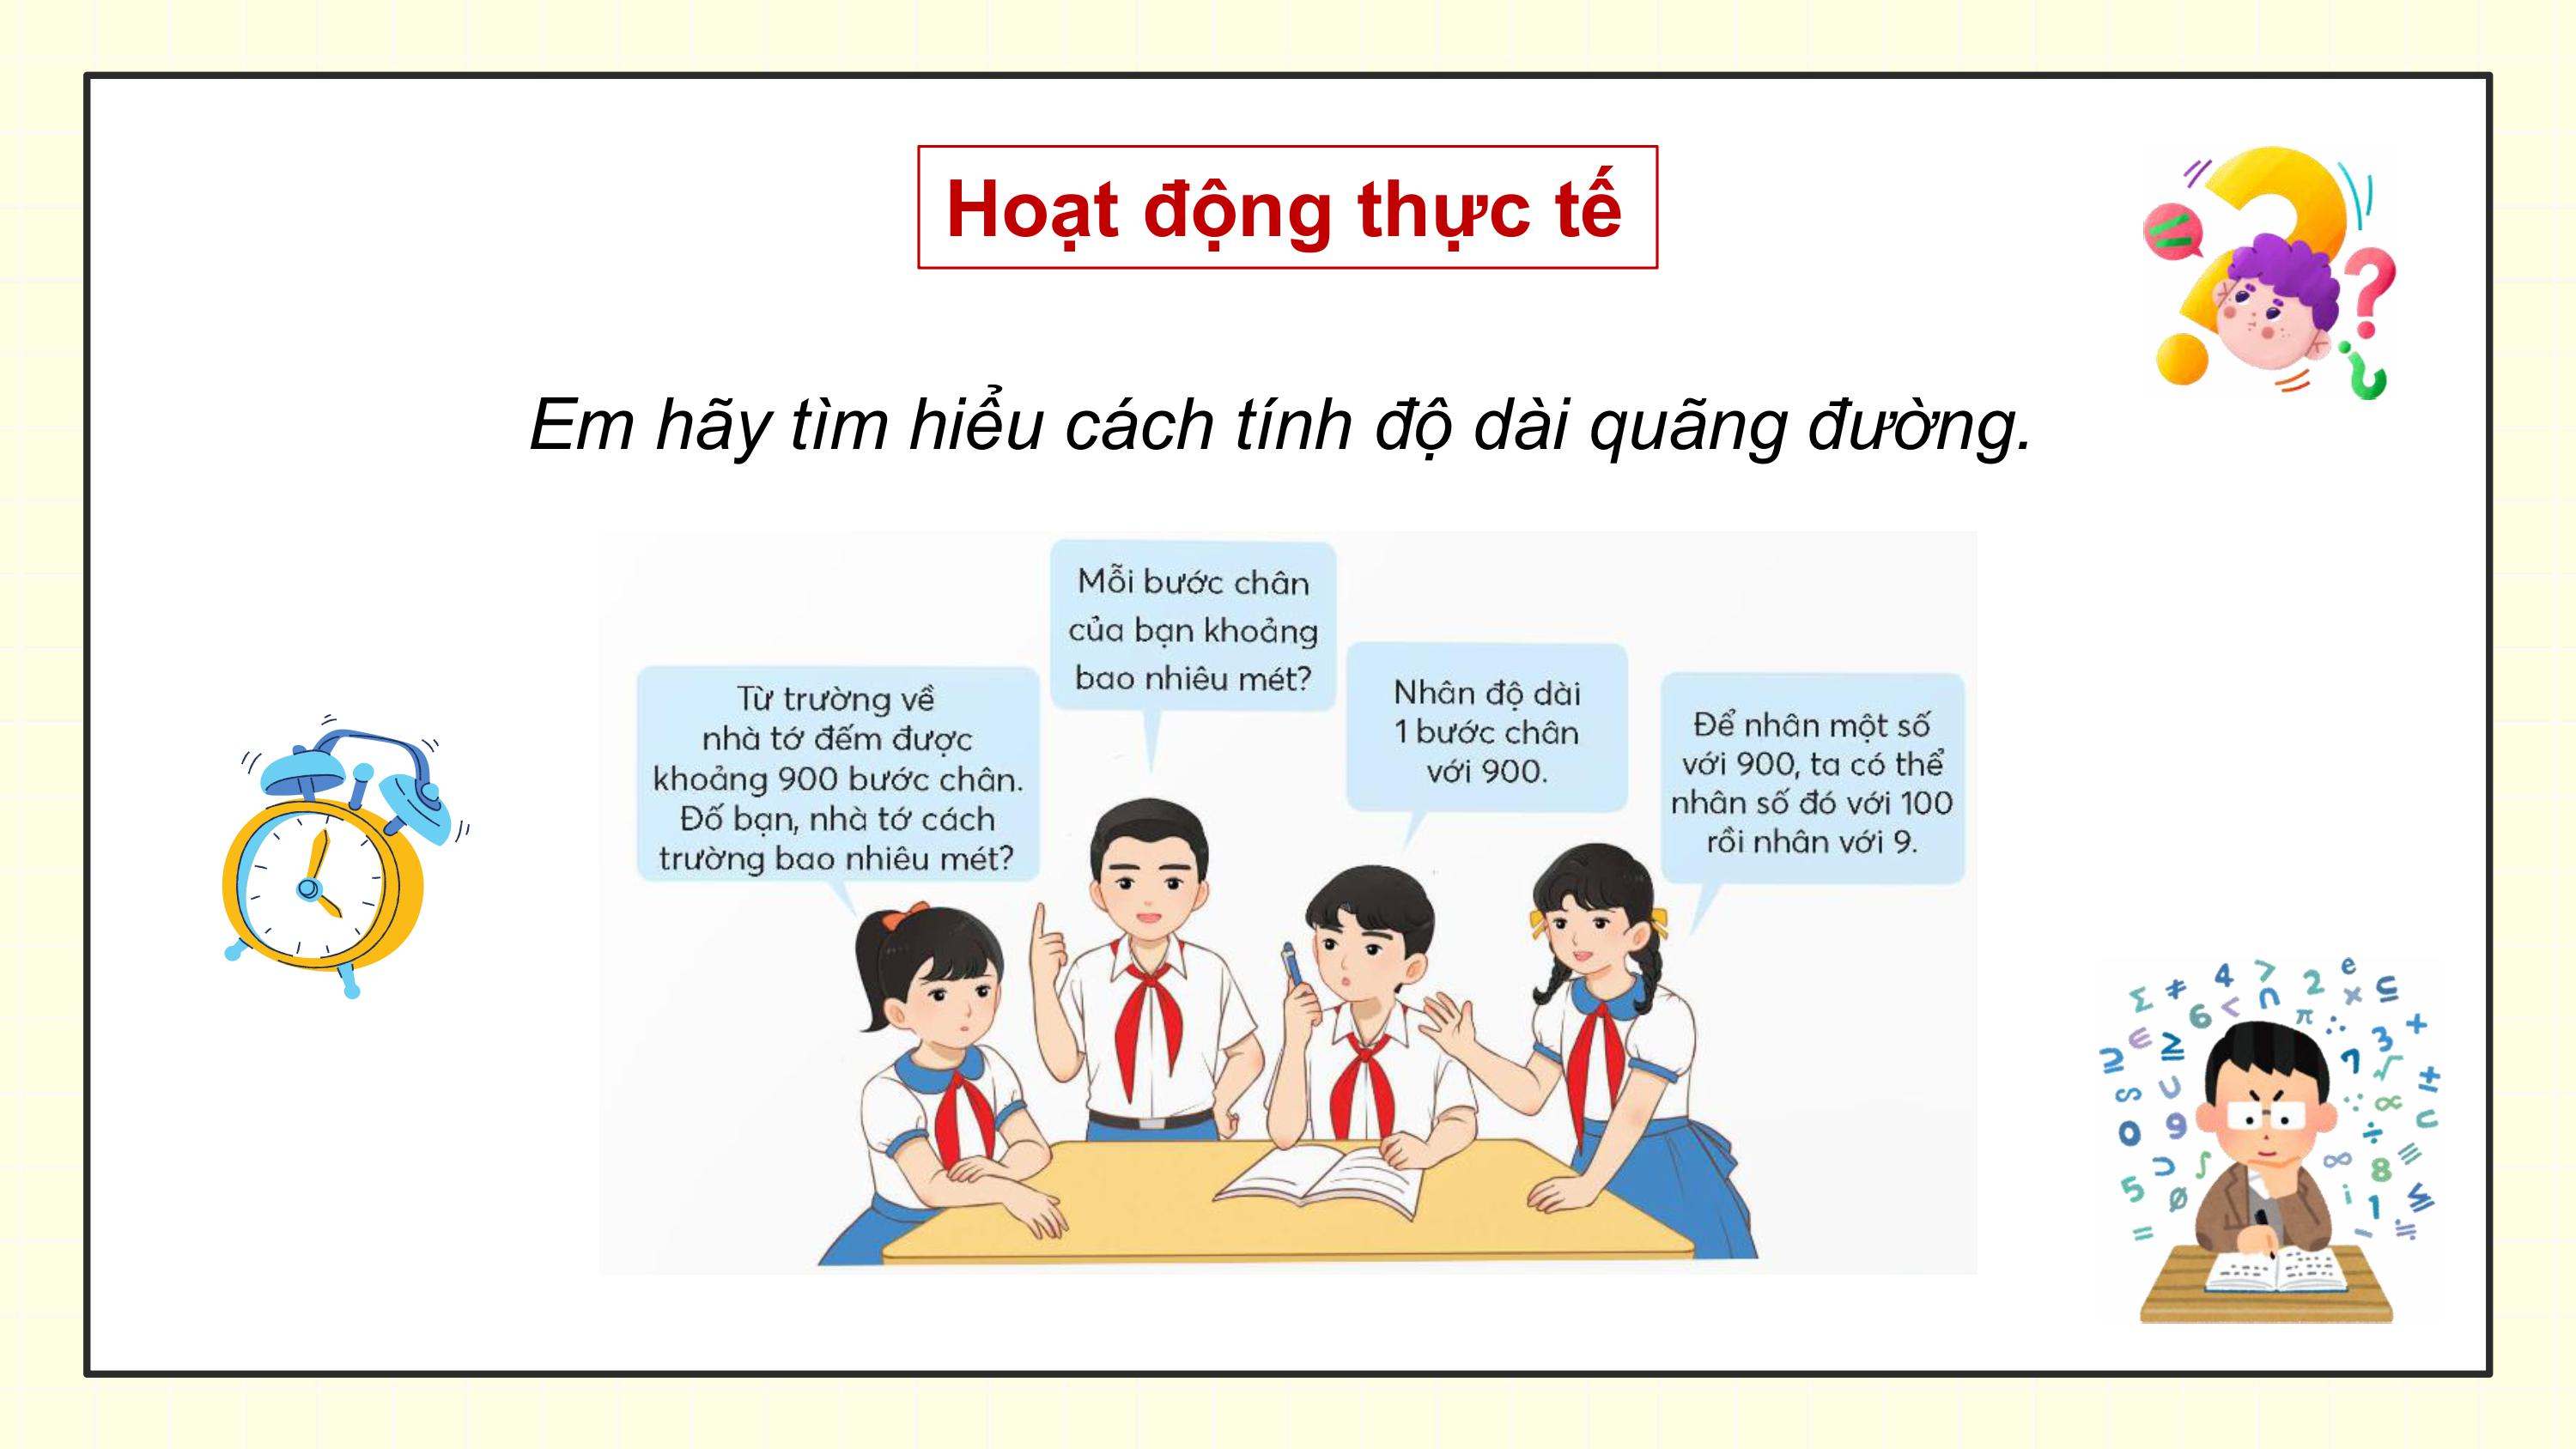 Hoạt động thực tế
Em hãy tìm hiểu cách tính độ dài quãng đường.
Từ trường về
nhà tớ đếm được
khoảng 900 bước chân.
Đố bạn, nhà tớ cách
trường bao nhiêu mét?
Mỗi bước chân
của bạn khoảng
bao nhiêu mét?
Nhân độ dài
1 bước chân
với 900.
Để nhân một số
với 900, ta có thể
nhân số đó với 100
rồi nhân với 9.